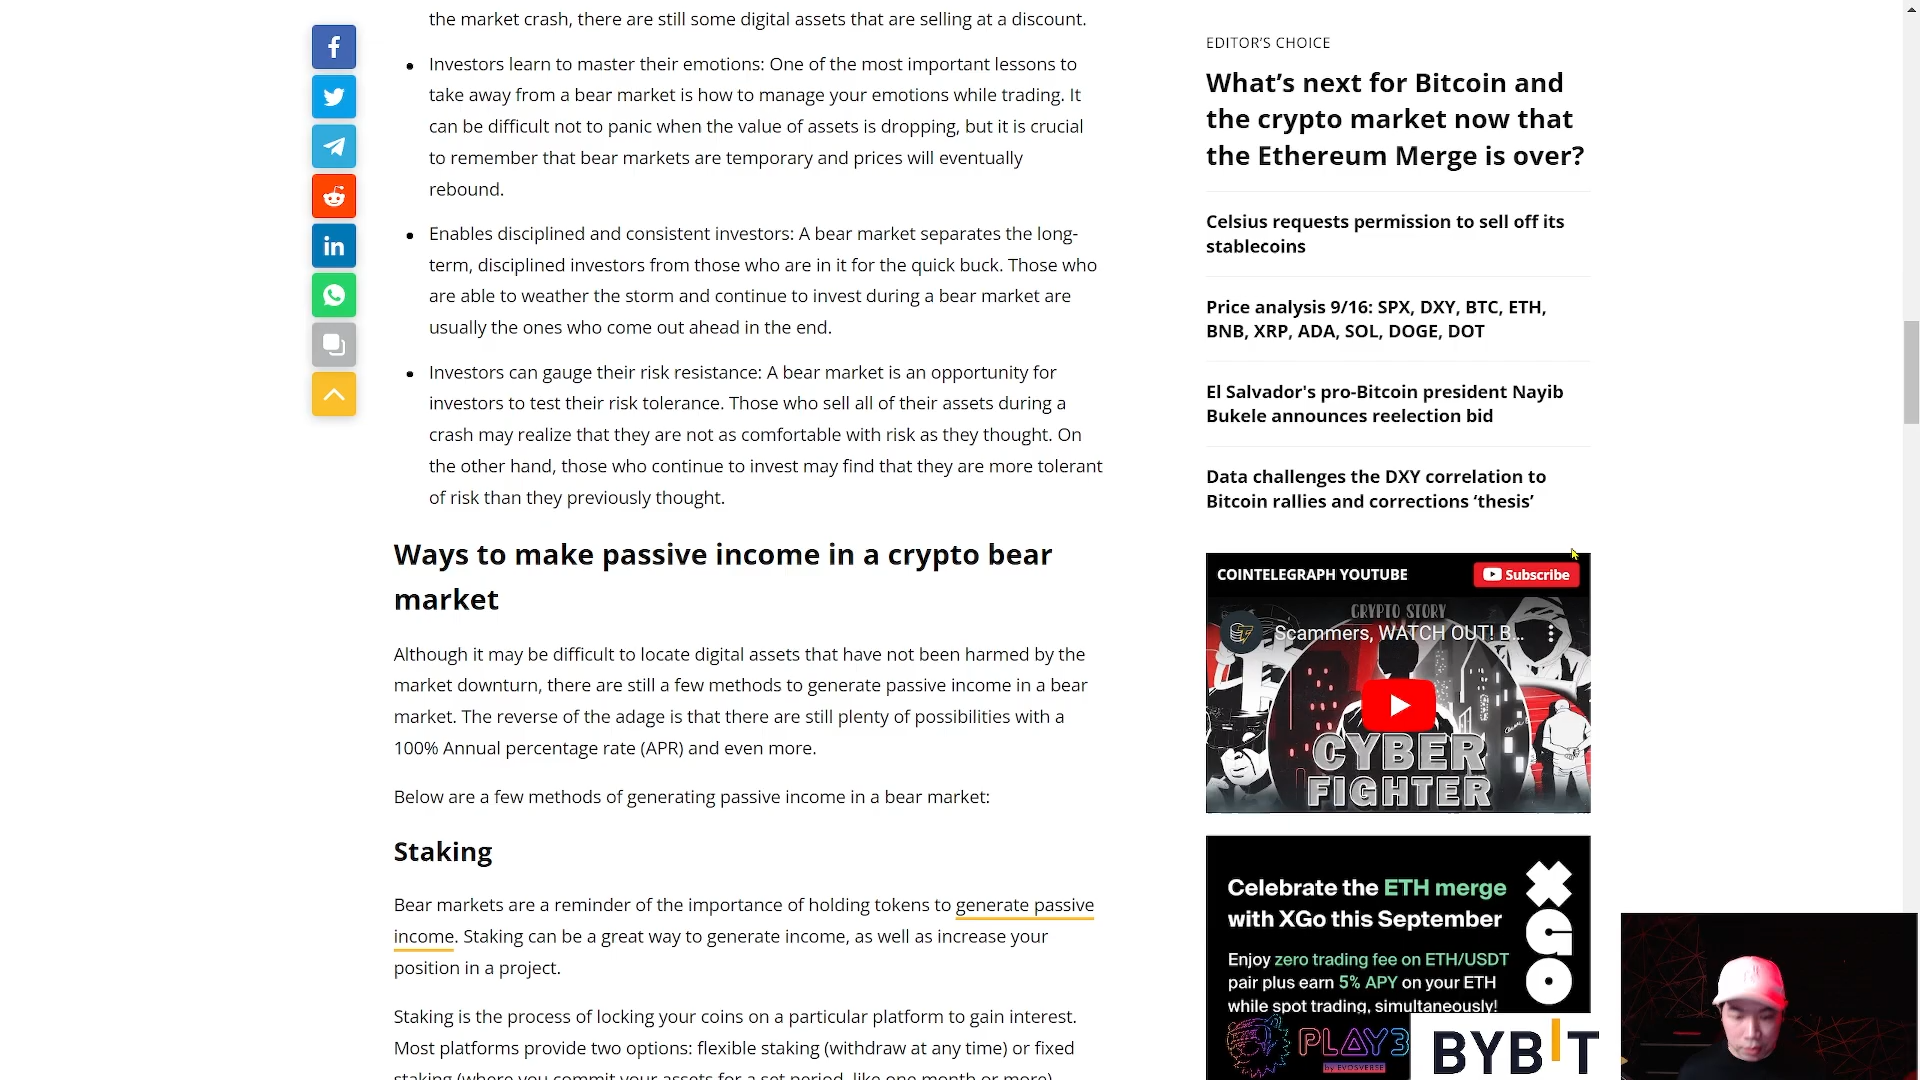 the market crash, there are still some digital assets that are selling at a discount.
Investors learn to master their emotions: One of the most important lessons to
take away from a bear market is how to manage your emotions while trading. It
can be difficult not to panic when the value of assets is dropping, but it is crucial
to remember that bear markets are temporary and prices will eventually
rebound.
Enables disciplined and consistent investors: A bear market separates the long-
term, disciplined investors from those who are in it for the quick buck. Those who
are able to weather the storm and continue to invest during a bear market are
usually the ones who come out ahead in the end.
Investors can gauge their risk resistance: A bear market is an opportunity for
investors to test their risk tolerance. Those who sell all of their assets during a
crash may realize that they are not as comfortable with risk as they thought. On
the other hand, those who continue to invest may find that they are more tolerant
of risk than they previously thought.
Ways to make passive income in a crypto bear
market
Although it may be difficult to locate digital assets that have not been harmed by the
market downturn, there are still a few methods to generate passive income in a bear
market. The reverse of the adage is that there are still plenty of possibilities with a
100% Annual percentage rate (APR) and even more.
Below are a few methods of generating passive income in a bear market:
Staking
Bear markets are a reminder of the importance of holding tokens to generate passive
income. Staking can be a great way to generate income, as well as increase your
position in a project.
Staking is the process of locking your coins on a particular platform to gain interest.
Most platforms provide two options: flexible staking (withdraw at any time) or fixed
staking (where you commit your assets for a set period, like one month or more).
EDITOR'S CHOICE
What's next for Bitcoin and
the crypto market now that
the Ethereum Merge is over?
Celsius requests permission to sell off its
stablecoins
Price analysis 9/16: SPX, DXY, BTC, ETH,
BNB, XRP, ADA, SOL, DOGE, DOT
El Salvador's pro-Bitcoin president Nayib
Bukele announces reelection bid
Data challenges the DXY correlation to
Bitcoin rallies and corrections ‘thesis’
COINTELEGRAPH YOUTUBE
Subscribe
CRYPTO STORY
Scammers, WATCH OUT! B...
CYBER
FIGHTER
Celebrate the ETH merge
with XGo this September
Enjoy zero trading fee on ETH/USDT
pair plus earn 5% APY on your ETH
while spot trading, simultaneously!
XGO
PLAY3
by EVOSVERSE
BYBIT